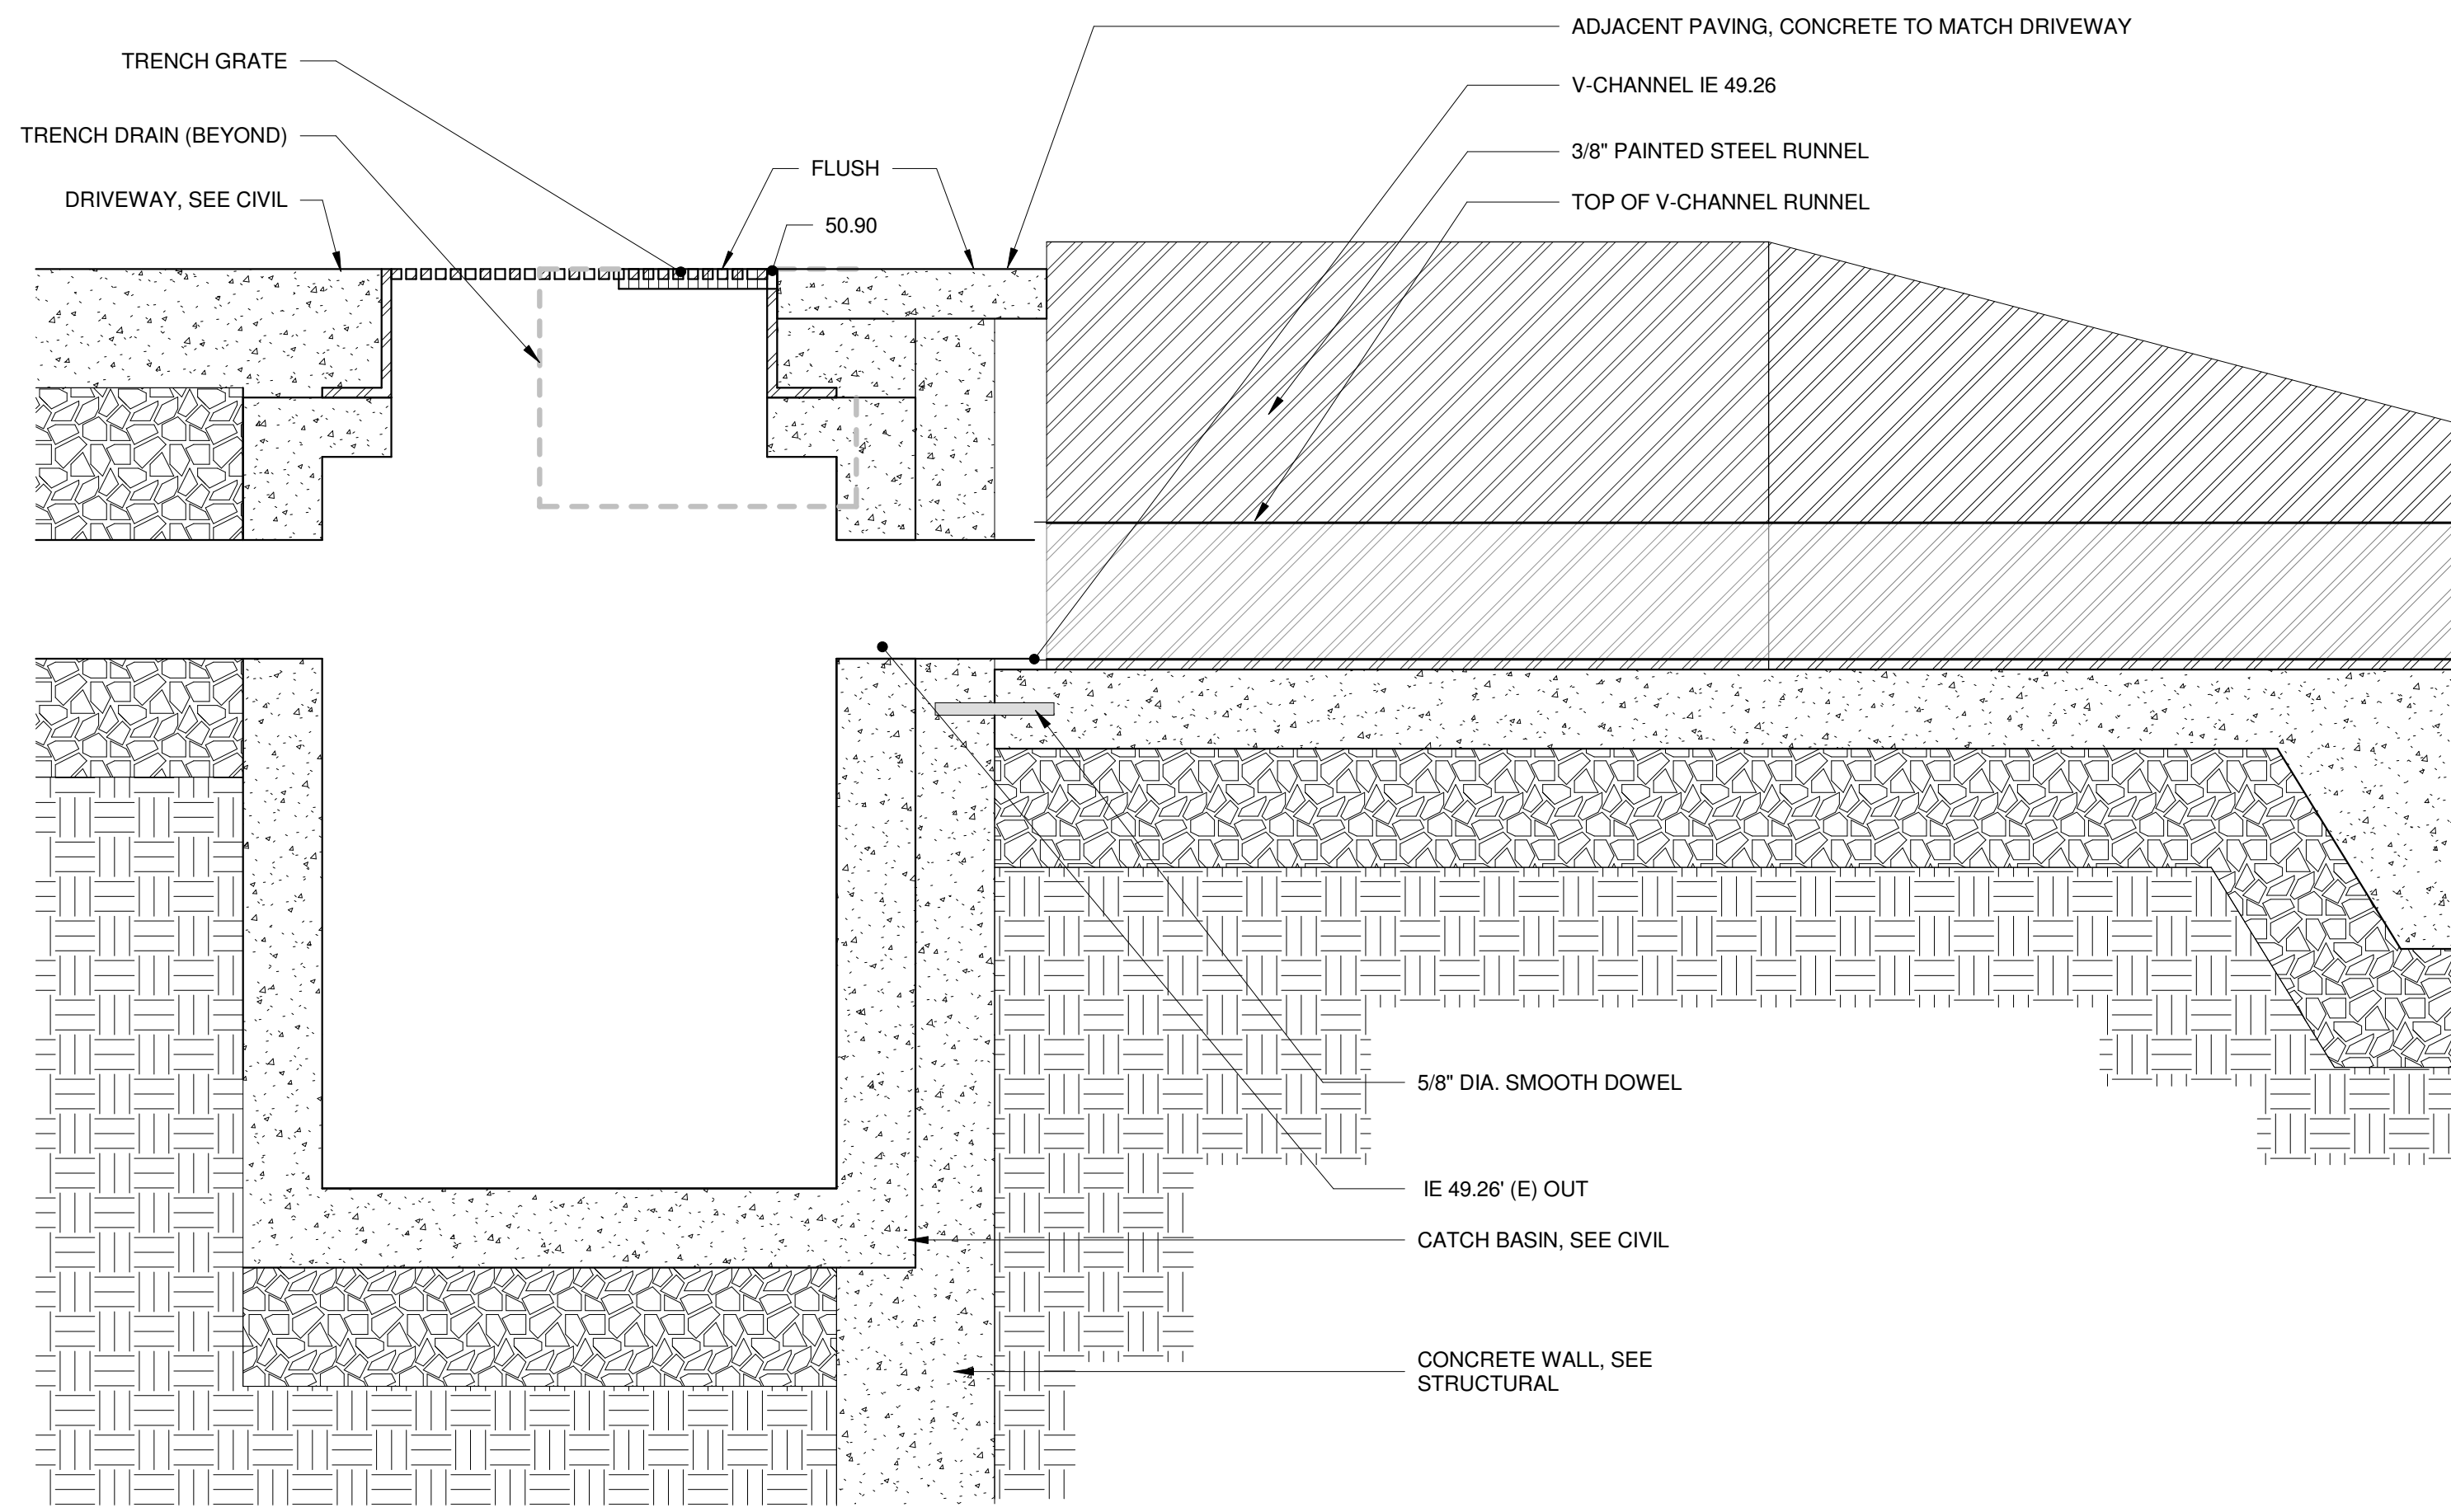 ADJACENT PAVING, CONCRETE TO MATCH DRIVEWAY
TRENCH GRATE
V-CHANNEL IE 49.26
TRENCH DRAIN (BEYOND)
3/8" PAINTED STEEL RUNNEL
FLUSH
DRIVEWAY, SEE CIVIL
TOP OF V-CHANNEL RUNNEL
50.90
5/8" DIA. SMOOTH DOWEL
IE 49.26' (E) OUT
CATCH BASIN, SEE CIVIL
CONCRETE WALL, SEE
STRUCTURAL